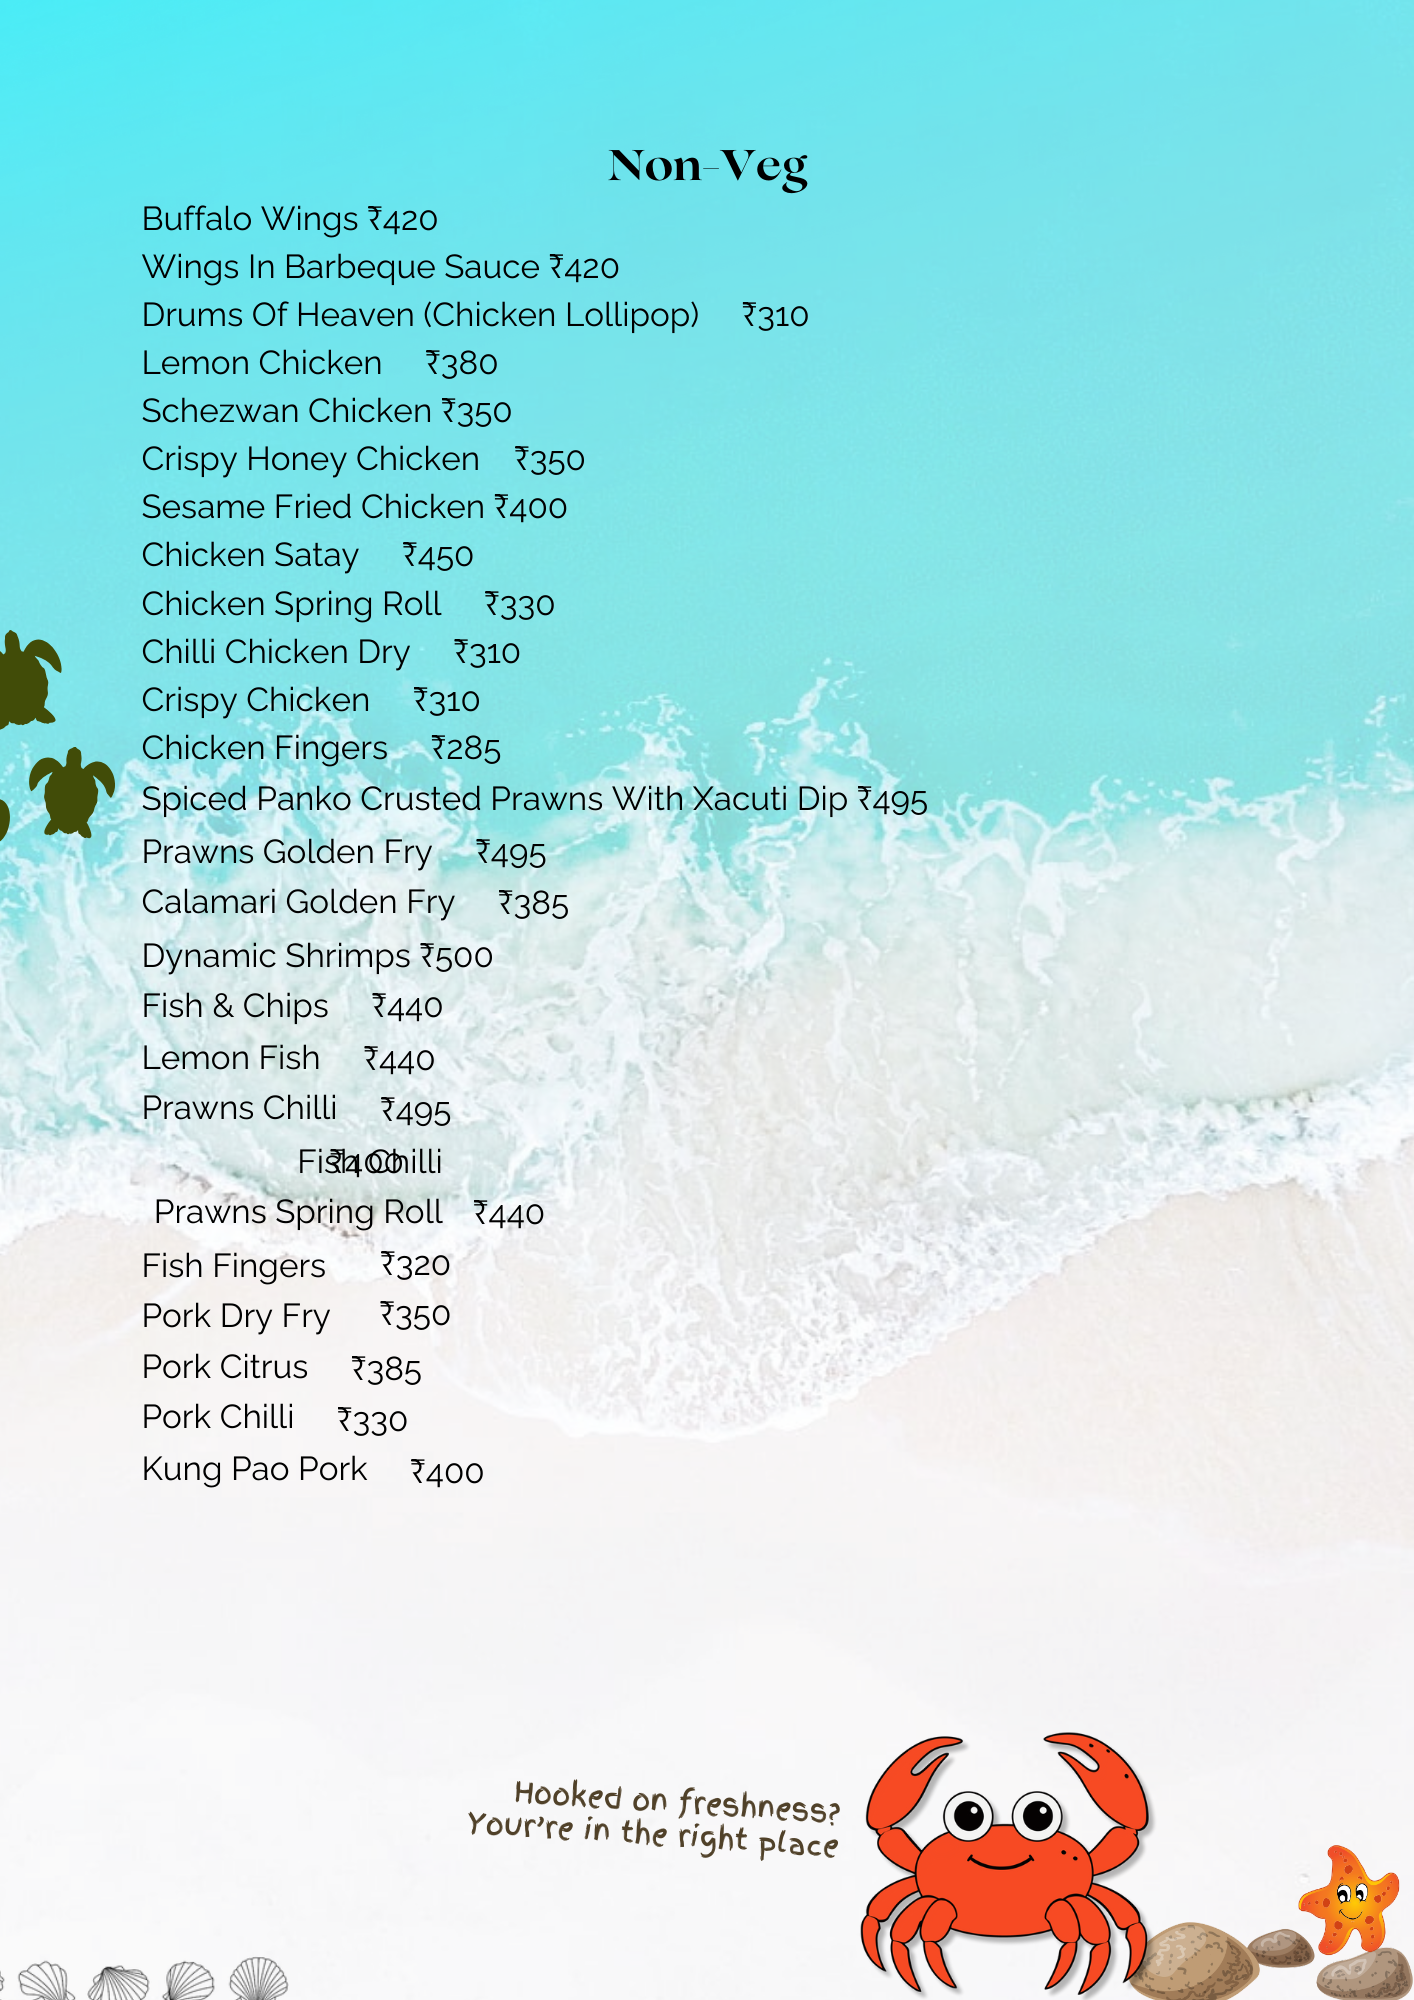 Non-Veg
Buffalo Wings ₹420
Wings In Barbeque Sauce ₹420
Drums Of Heaven (Chicken Lollipop) ₹310
Lemon Chicken ₹380
Schezwan Chicken ₹350
Crispy Honey Chicken ₹350
Sesame Fried Chicken ₹400
Chicken Satay ₹450
Chicken Spring Roll ₹330
Chilli Chicken Dry ₹310
Crispy Chicken ₹310
Chicken Fingers ₹285
Spiced Panko Crusted Prawns With Xacuti Dip ₹495
Prawns Golden Fry ₹495
Calamari Golden Fry ₹385
Dynamic Shrimps ₹500
Fish & Chips ₹440
Lemon Fish ₹440
Prawns Chilli ₹495
Fish Chilli ₹400
Prawns Spring Roll ₹440
Fish Fingers ₹320
Pork Dry Fry ₹350
Pork Citrus ₹385
Pork Chilli ₹330
Kung Pao Pork ₹400
Hooked on freshness?
Your're in the right place